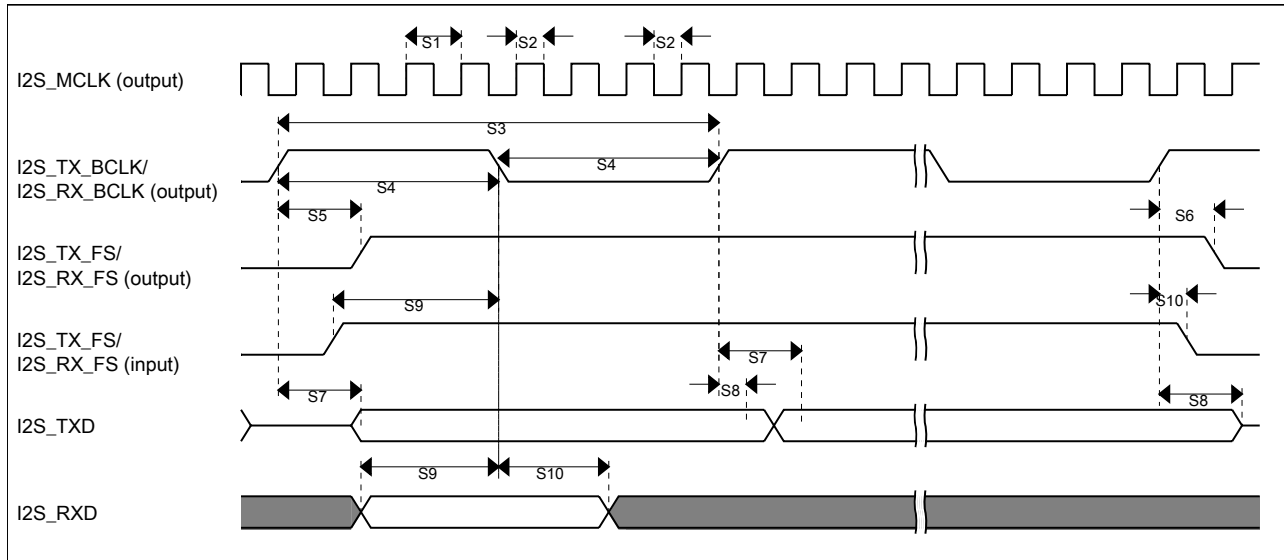 S1
S2
S2
I2S_MCLK (output)
S3
I2S_TX_BCLK/
I2S_RX_BCLK (output)
S4
S4
S5
S6
I2S_TX_FS/
I2S_RX_FS (output)
S9
S10
I2S_TX_FS/
I2S_RX_FS (input)
S7
S7
S8
S8
I2S_TXD
S9
S10
I2S_RXD